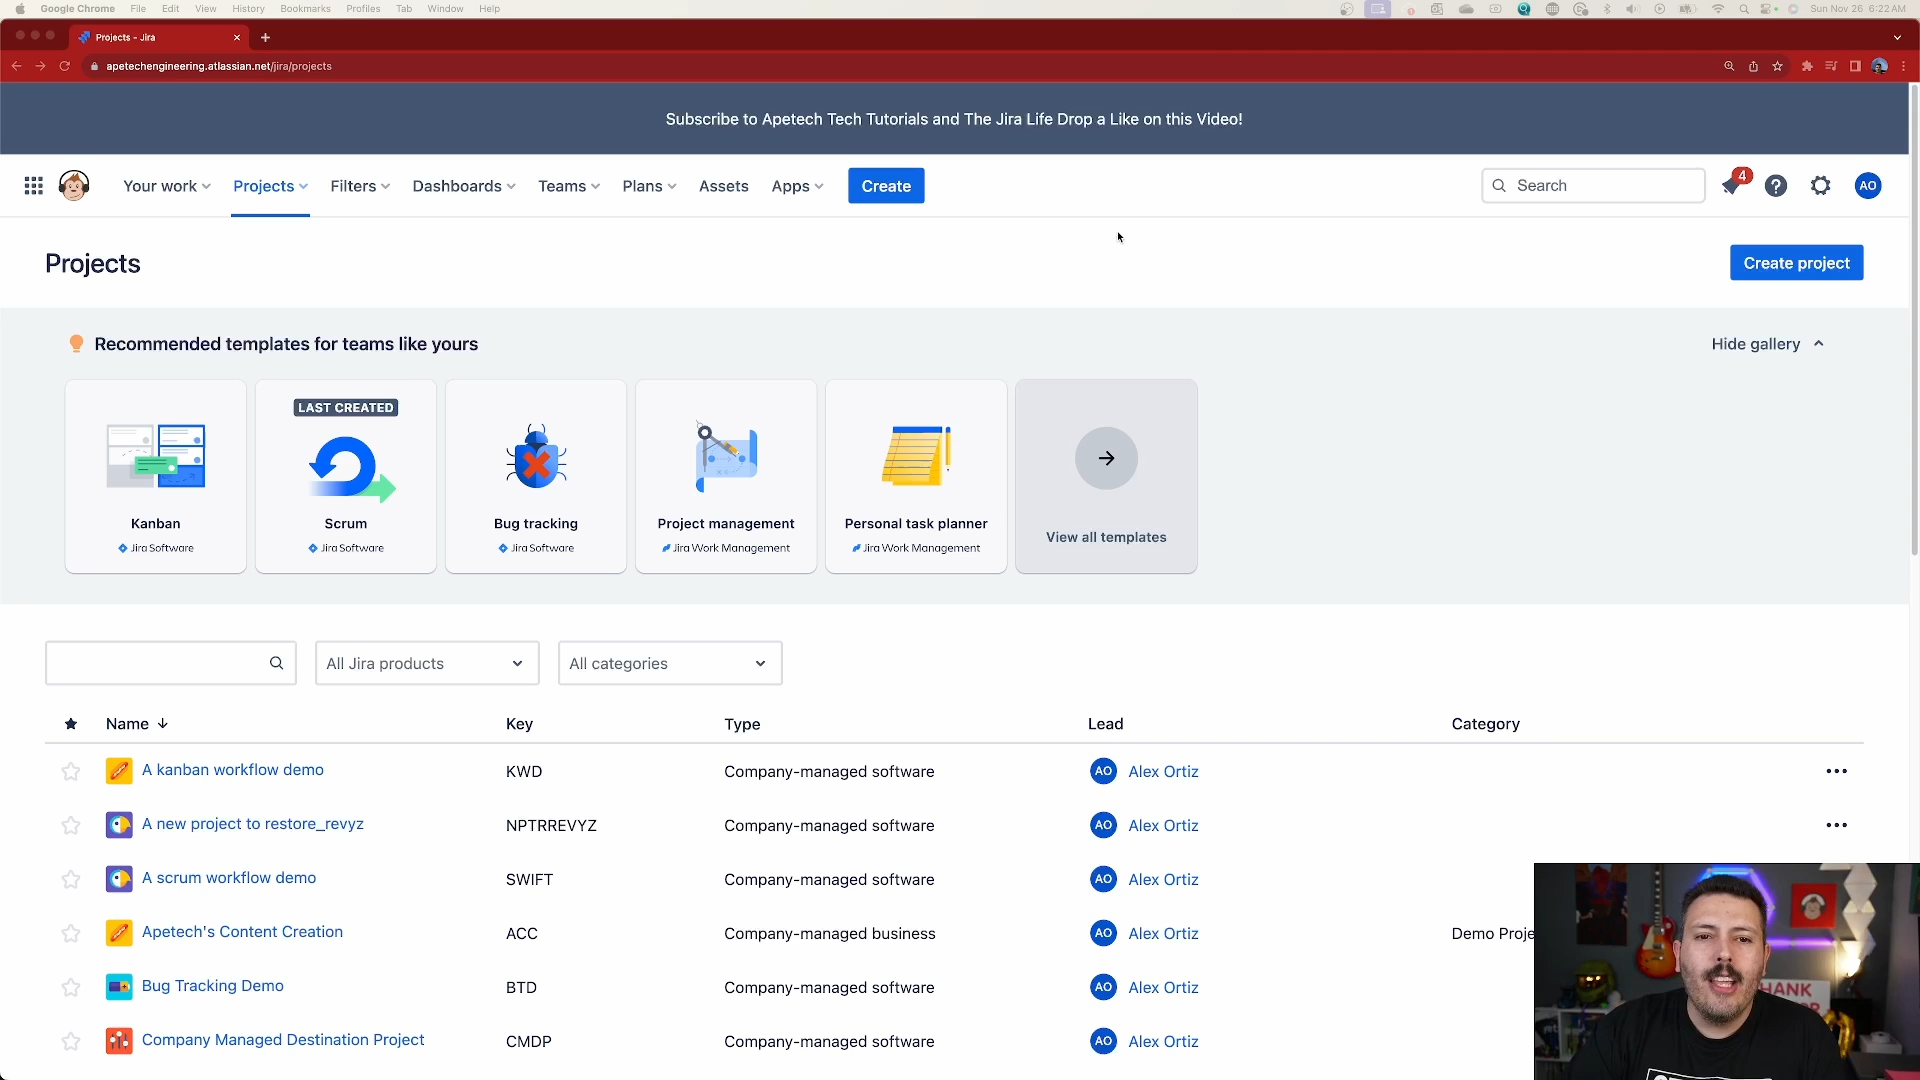 Google Chrome File Edit View History Bookmarks Profiles Tab Window Help Sun Nov 26 6:22 AM
Projects - Jira
apetechengineering.atlassian.net/jira/projects
Subscribe to Apetech Tech Tutorials and The Jira Life Drop a Like on this Video!
Your work Projects Filters Dashboards Teams Plans Assets Apps Create Search 4 AO
Projects
Create project
Recommended templates for teams like yours
Hide gallery
LAST CREATED
Kanban Scrum Bug tracking Project management Personal task planner View all templates
Jira Software Jira Software Jira Software Jira Work Management Jira Work Management
All Jira products All categories
Name Key Type Lead Category
A kanban workflow demo KWD Company-managed software AO Alex Ortiz
A new project to restore_revyz NPTRREVYZ Company-managed software AO Alex Ortiz
A scrum workflow demo SWIFT Company-managed software AO Alex Ortiz
Apetech's Content Creation ACC Company-managed business AO Alex Ortiz Demo Proje
Bug Tracking Demo BTD Company-managed software AO Alex Ortiz
Company Managed Destination Project CMDP Company-managed software AO Alex Ortiz